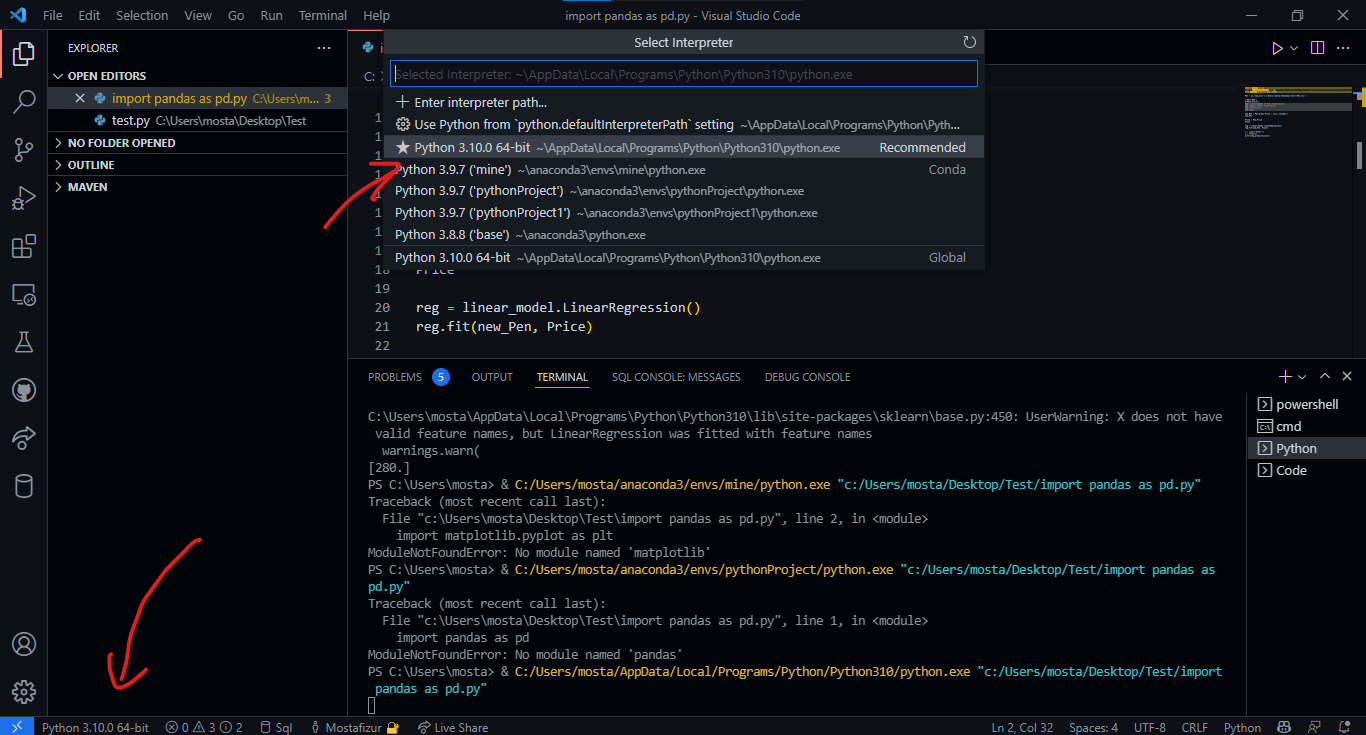 File Edit Selection View Go Run Terminal Help
import pandas as pd.py - Visual Studio Code
EXPLORER
OPEN EDITORS
import pandas as pd.py C:\Users\m... 3
test.py C:\Users\mosta\Desktop\Test
NO FOLDER OPENED
OUTLINE
MAVEN
C:
Select Interpreter
Selected Interpreter: ~\AppData\Local\Programs\Python\Python310\python.exe
Enter interpreter path...
Use Python from `python.defaultInterpreterPath` setting ~\AppData\Local\Programs\Python\Pyth...
Python 3.10.0 64-bit ~\AppData\Local\Programs\Python\Python310\python.exe Recommended
Python 3.9.7 ('mine') ~\anaconda3\envs\mine\python.exe Conda
Python 3.9.7 ('pythonProject') ~\anaconda3\envs\pythonProject\python.exe
Python 3.9.7 ('pythonProject1') ~\anaconda3\envs\pythonProject1\python.exe
Python 3.8.8 ('base') ~\anaconda3\python.exe
Python 3.10.0 64-bit ~\AppData\Local\Programs\Python\Python310\python.exe Global
18 Price
19
20 reg = linear_model.LinearRegression()
21 reg.fit(new_Pen, Price)
22
PROBLEMS 5 OUTPUT TERMINAL SQL CONSOLE: MESSAGES DEBUG CONSOLE
C:\Users\mosta\AppData\Local\Programs\Python\Python310\lib\site-packages\sklearn\base.py:450: UserWarning: X does not have
valid feature names, but LinearRegression was fitted with feature names
warnings.warn(
[280.]
PS C:\Users\mosta> & C:/Users/mosta/anaconda3/envs/mine/python.exe "c:/Users/mosta/Desktop/Test/import pandas as pd.py"
Traceback (most recent call last):
File "c:\Users\mosta\Desktop\Test\import pandas as pd.py", line 2, in <module>
import matplotlib.pyplot as plt
ModuleNotFoundError: No module named 'matplotlib'
PS C:\Users\mosta> & C:/Users/mosta/anaconda3/envs/pythonProject/python.exe "c:/Users/mosta/Desktop/Test/import pandas as
pd.py"
Traceback (most recent call last):
File "c:\Users\mosta\Desktop\Test\import pandas as pd.py", line 1, in <module>
import pandas as pd
ModuleNotFoundError: No module named 'pandas'
PS C:\Users\mosta> & C:/Users/mosta/AppData/Local/Programs/Python/Python310/python.exe "c:/Users/mosta/Desktop/Test/import
pandas as pd.py"
powershell
cmd
Python
Code
Python 3.10.0 64-bit 0 3 2 Sql Mostafizur Live Share Ln 2, Col 32 Spaces: 4 UTF-8 CRLF Python